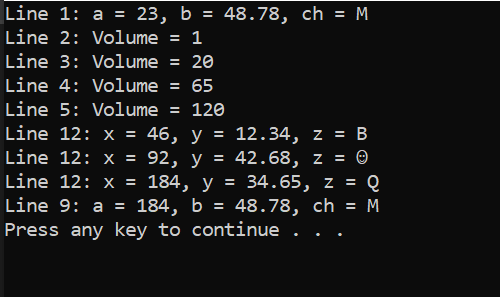 Line 1: a = 23, b = 48.78, ch = M
Line 2: Volume = 1
Line 3: Volume = 20
Line 4: Volume = 65
Line 5: Volume = 120
Line 12: x = 46, y = 12.34, z = B
Line 12: x = 92, y = 42.68, z = ☺
Line 12: x = 184, y = 34.65, z = Q
Line 9: a = 184, b = 48.78, ch = M
Press any key to continue . . .